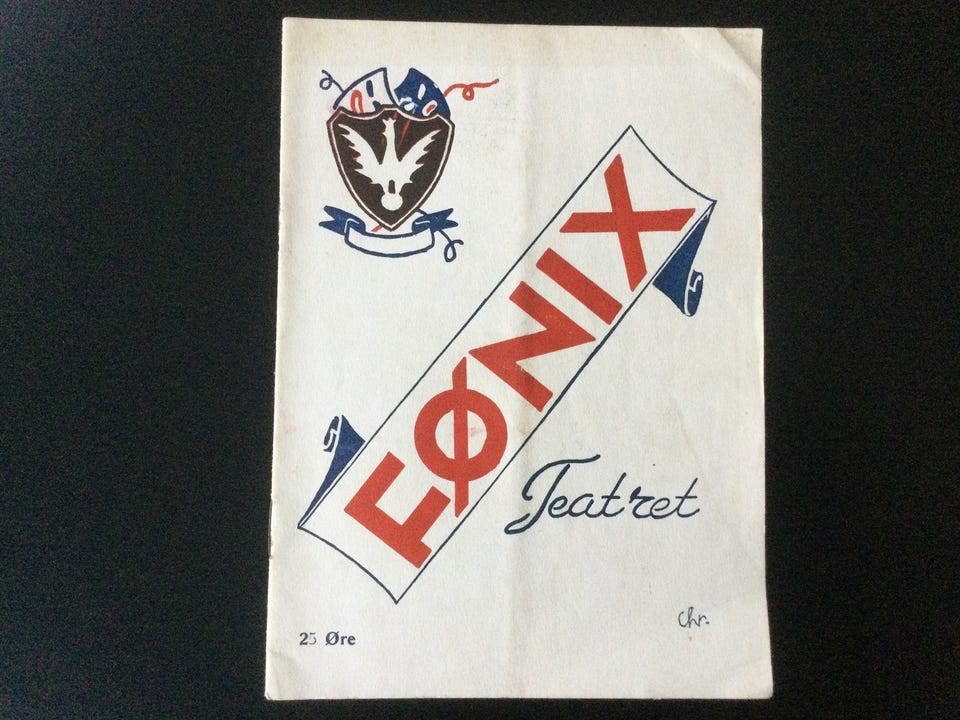 FØNIX
Teatret
chr.
25 Øre